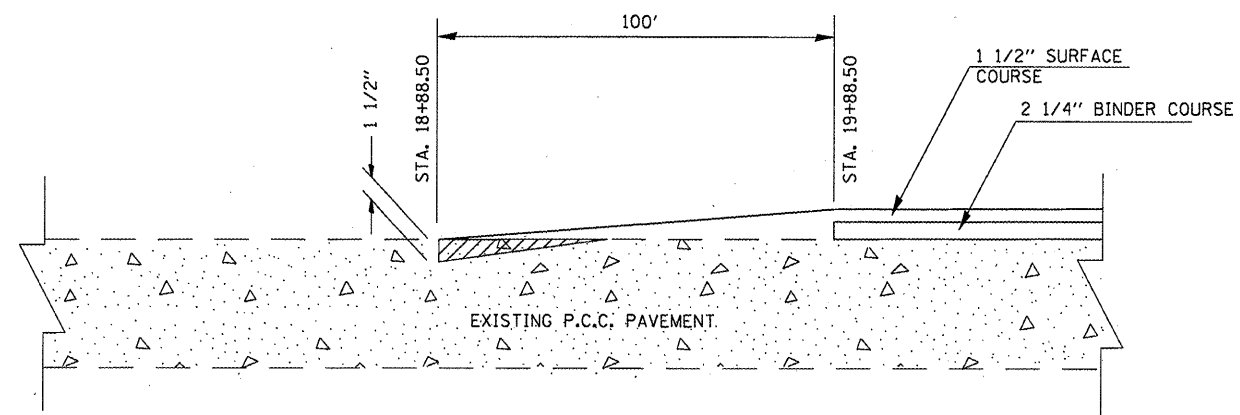 100'
1 1/2" SURFACE
COURSE
2 1/4" BINDER COURSE
1 1/2"
STA. 18+88.50
STA. 19+88.50
EXISTING P.C.C. PAVEMENT